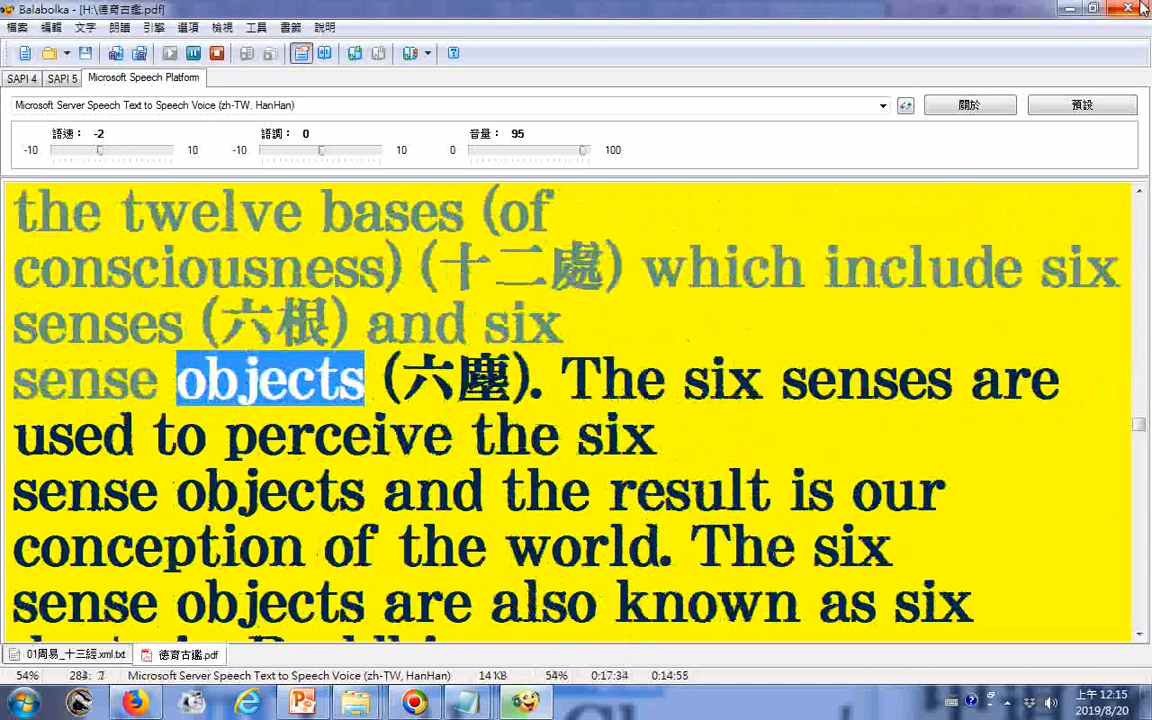 Balabolka - [H:\德育古鑑.pdf]
檔案 編輯 文字 朗讀 引擎 選項 檢視 工具 書籤 說明
SAPI 4 SAPI 5 Microsoft Speech Platform
Microsoft Server Speech Text to Speech Voice (zh-TW, HanHan) 關於 預設
語速： -2 語調： 0 音量： 95
-10 10 -10 10 0 100
the twelve bases (of
consciousness) (十二處) which include six
senses (六根) and six
sense objects (六塵). The six senses are
used to perceive the six
sense objects and the result is our
conception of the world. The six
sense objects are also known as six
01周易_十三經.xml.txt 德育古鑑.pdf
54% Microsoft Server Speech Text to Speech Voice (zh-TW, HanHan) 14 KB 54% 0:17:34 0:14:55
上午 12:15
2019/8/20